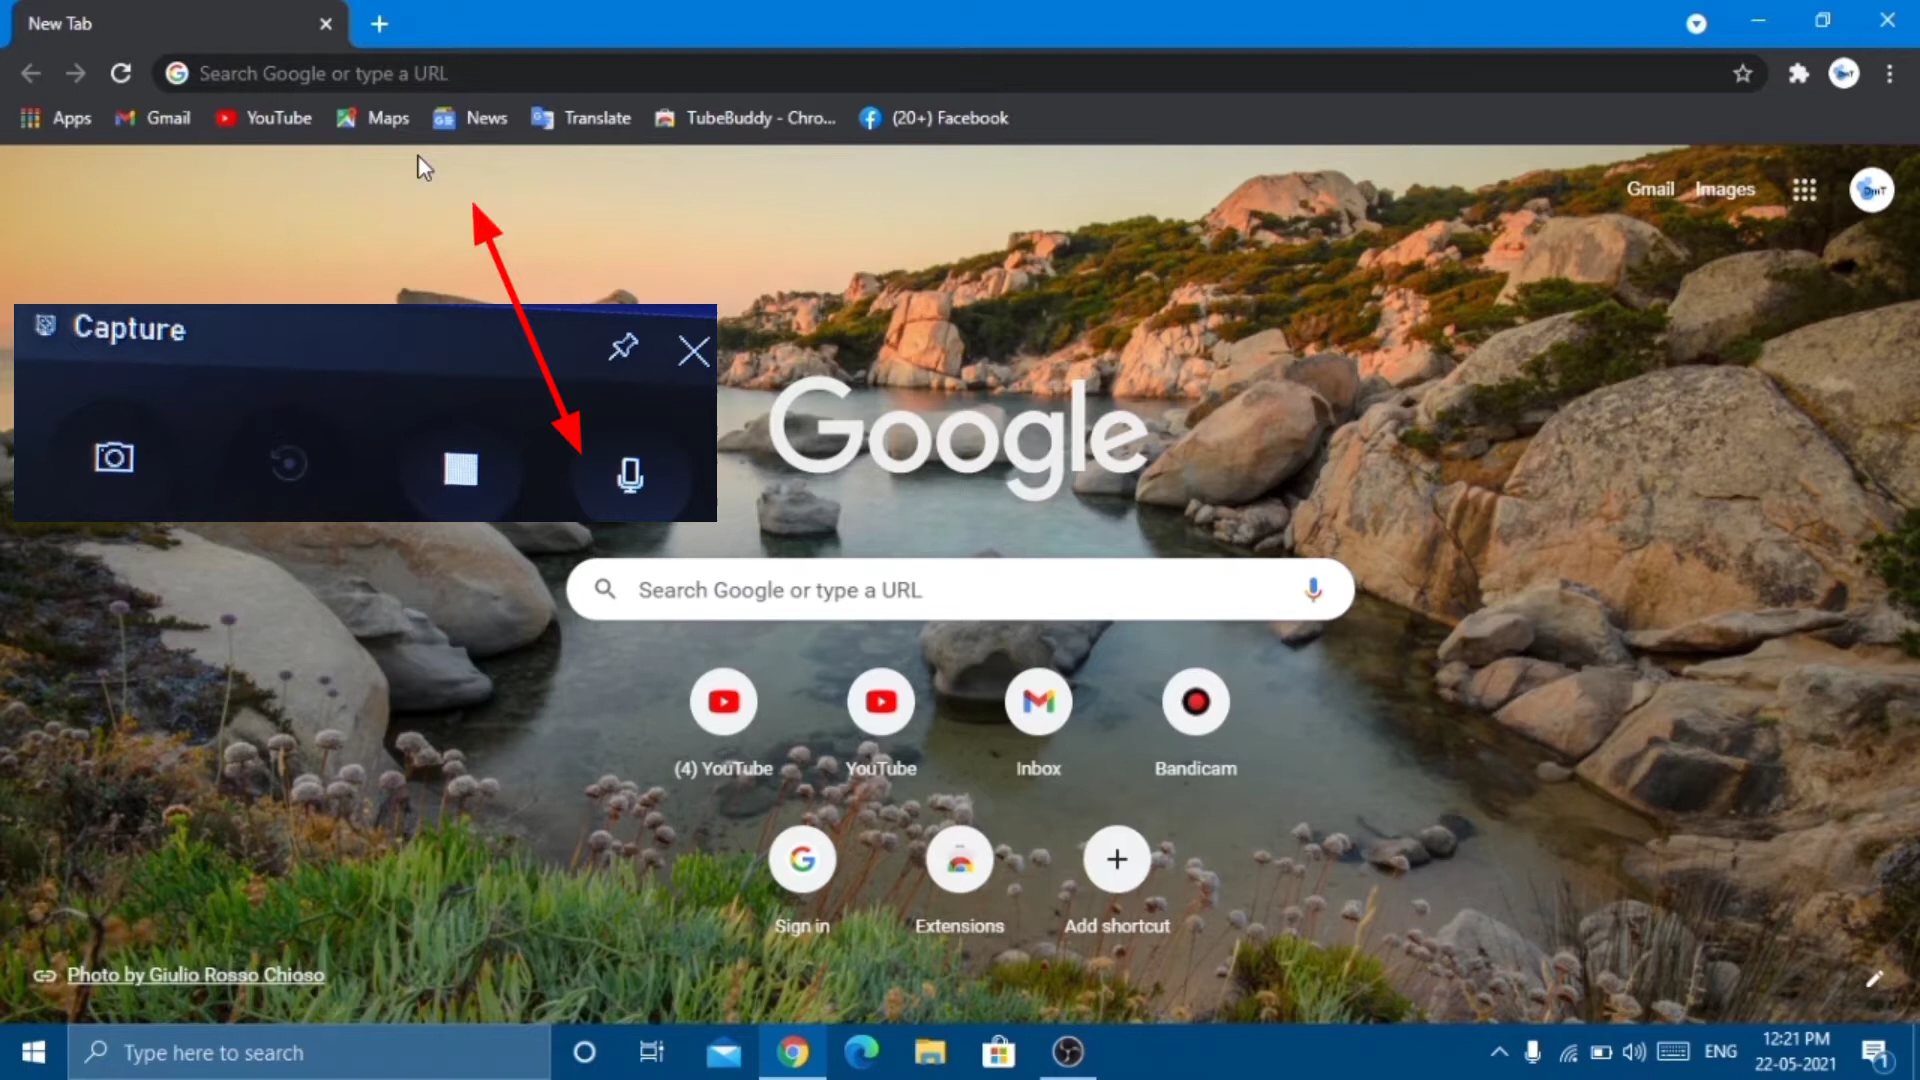 New Tab
Search Google or type a URL
Apps Gmail YouTube Maps News Translate TubeBuddy - Chro... (20+) Facebook
Gmail Images
DmT
Capture
Google
Search Google or type a URL
(4) YouTube YouTube Inbox Bandicam
Sign in Extensions Add shortcut
Photo by Giulio Rosso Chioso
Type here to search
ENG
12:21 PM
22-05-2021
1